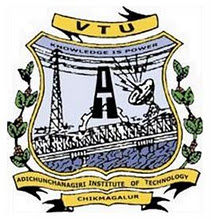 VTU
KNOWLEDGE IS POWER
ADICHUNCHANAGIRI INSTITUTE OF TECHNOLOGY
CHIKMAGALUR